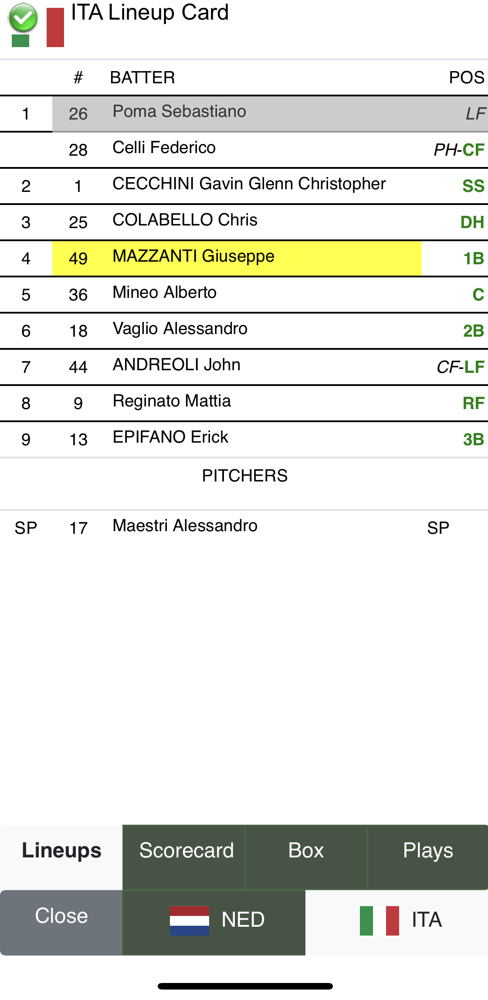 ITA Lineup Card
# BATTER POS
1 26 Poma Sebastiano LF
28 Celli Federico PH-CF
2 1 CECCHINI Gavin Glenn Christopher SS
3 25 COLABELLO Chris DH
4 49 MAZZANTI Giuseppe 1B
5 36 Mineo Alberto C
6 18 Vaglio Alessandro 2B
7 44 ANDREOLI John CF-LF
8 9 Reginato Mattia RF
9 13 EPIFANO Erick 3B
PITCHERS
SP 17 Maestri Alessandro SP
Lineups Scorecard Box Plays
Close NED ITA